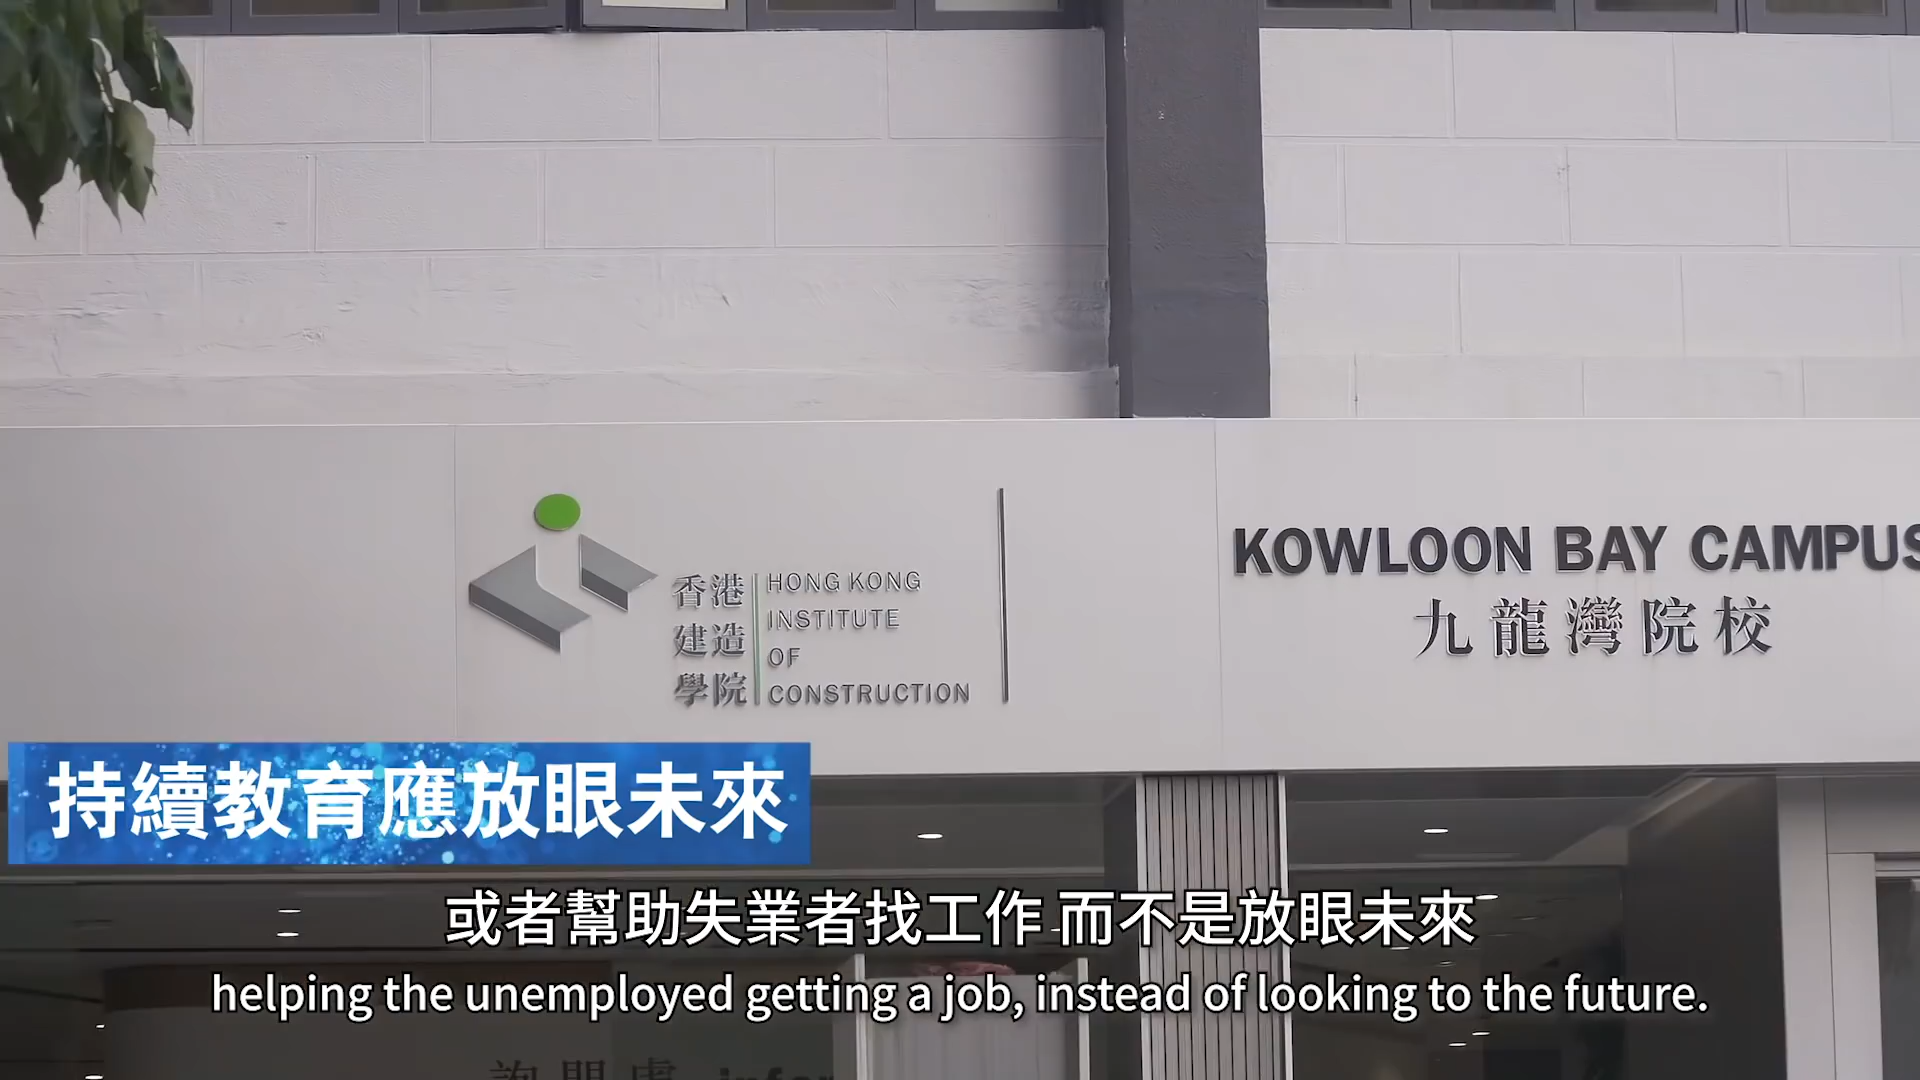 香港
建造
學院
HONG KONG
INSTITUTE
OF
CONSTRUCTION
KOWLOON BAY CAMPUS
九龍灣院校
持續教育應放眼未來
或者幫助失業者找工作 而不是放眼未來
helping the unemployed getting a job, instead of looking to the future.